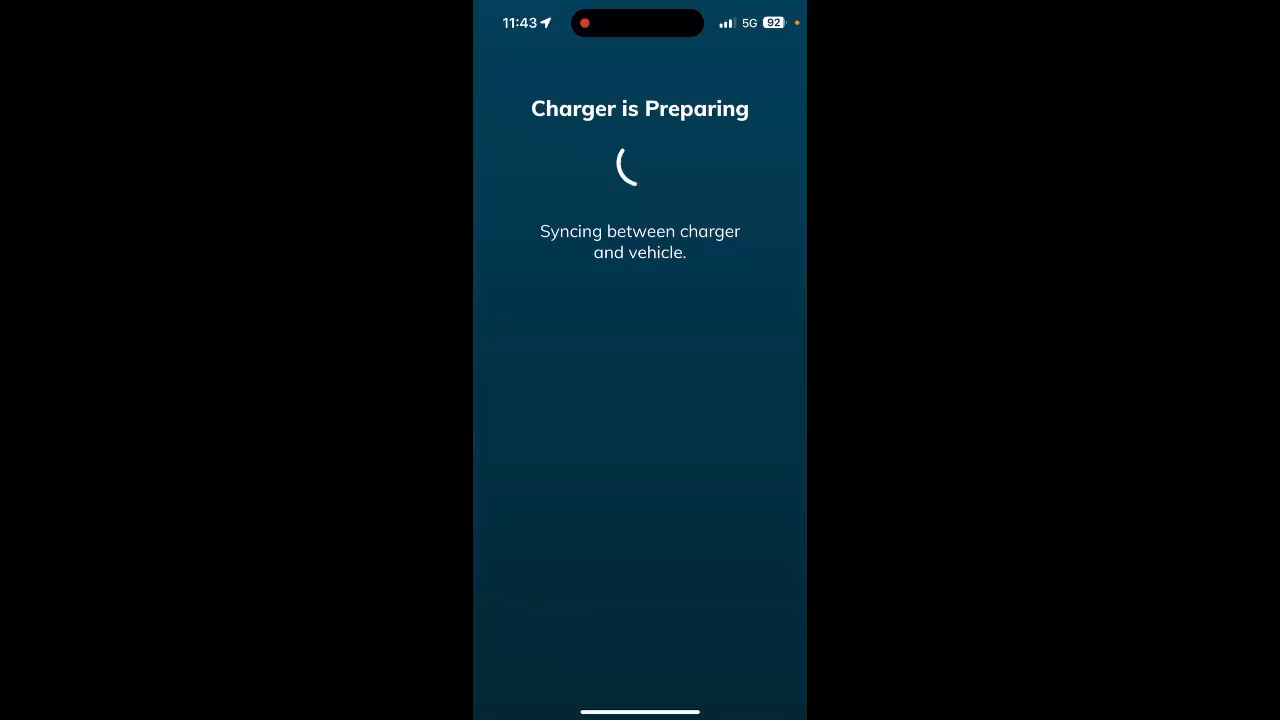 11:43 5G 92
Charger is Preparing
Syncing between charger
and vehicle.